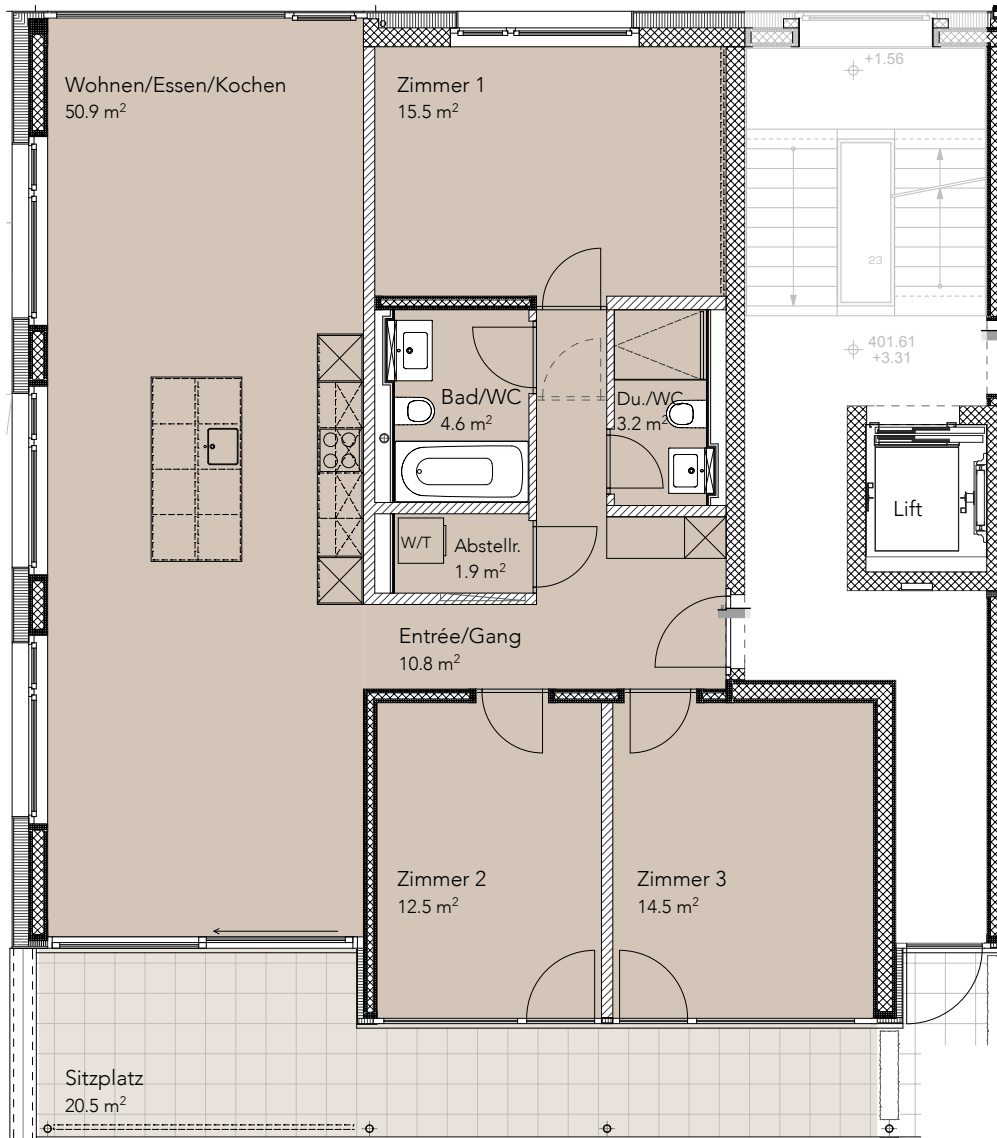 Wohnen/Essen/Kochen
50.9 m²
Zimmer 1
15.5 m²
+1.56
23
401.61
+3.31
Bad/WC
4.6 m²
Du./WC
3.2 m²
Lift
W/T
Abstellr.
1.9 m²
Entrée/Gang
10.8 m²
Zimmer 2
12.5 m²
Zimmer 3
14.5 m²
Sitzplatz
20.5 m²